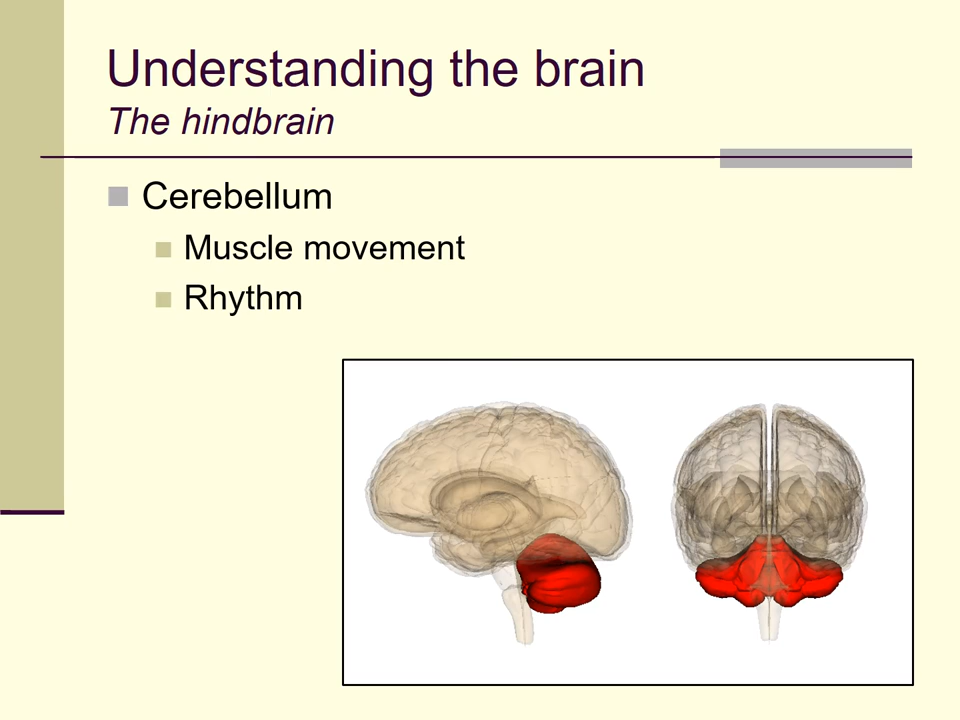 Understanding the brain
The hindbrain
Cerebellum
Muscle movement
Rhythm